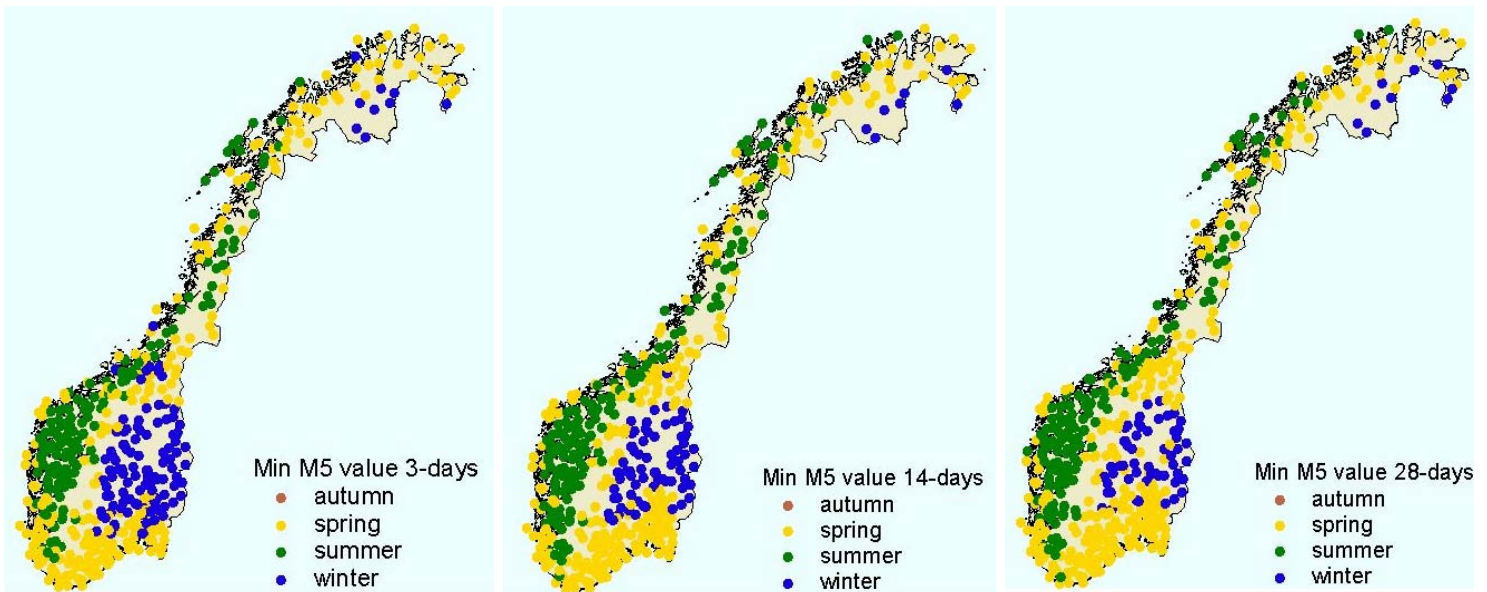 Min M5 value 3-days
autumn
spring
summer
winter
Min M5 value 14-days
autumn
spring
summer
winter
Min M5 value 28-days
autumn
spring
summer
winter